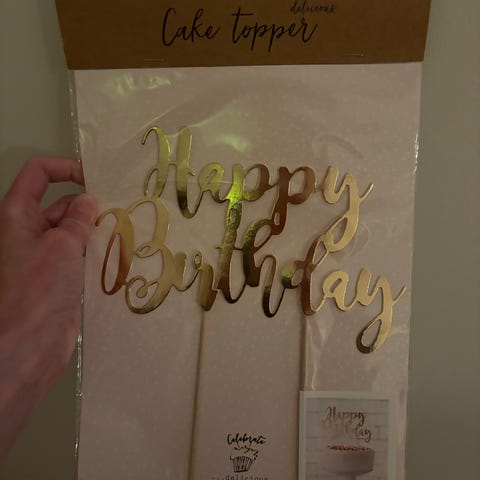 delicious
Cake topper
Happy
Birthday
Celebrate
delicious
Happy
Birthday